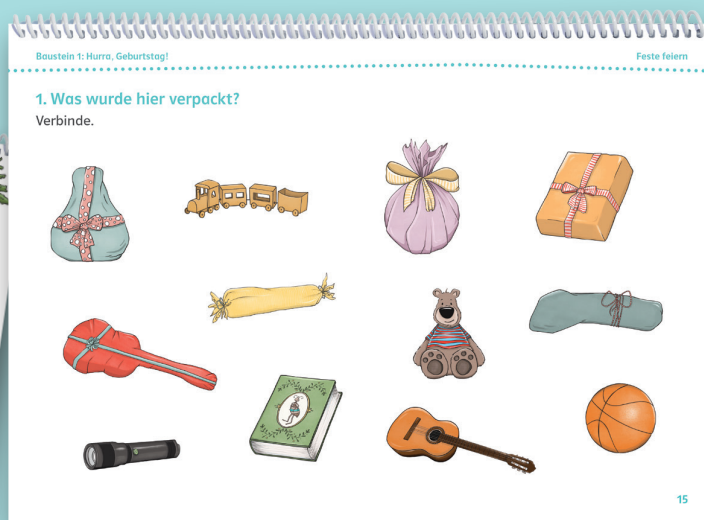 Baustein 1: Hurra, Geburtstag!
Feste feiern
1. Was wurde hier verpackt?
Verbinde.
15